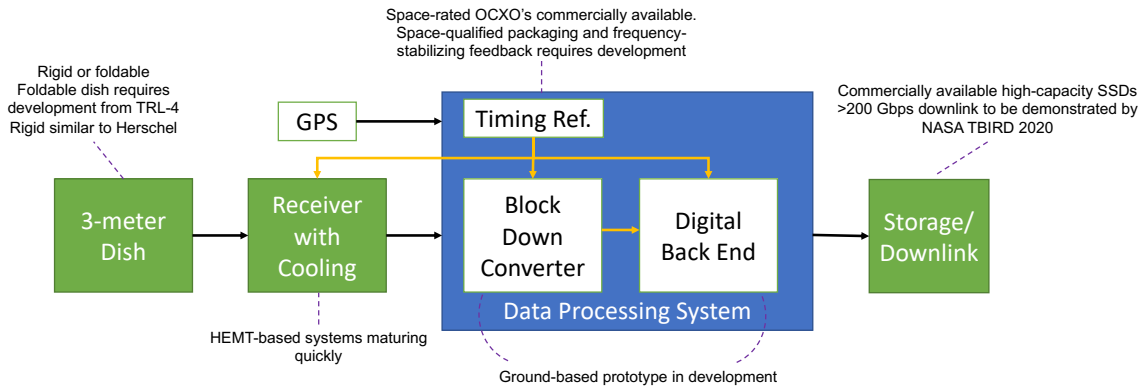 Space-rated OCXO's commercially available.
Space-qualified packaging and frequency-
stabilizing feedback requires development
Rigid or foldable
Foldable dish requires
development from TRL-4
Rigid similar to Herschel
Commercially available high-capacity SSDs
>200 Gbps downlink to be demonstrated by
NASA TBIRD 2020
GPS
Timing Ref.
3-meter
Dish
Receiver
with
Cooling
Block
Down
Converter
Digital
Back End
Storage/
Downlink
Data Processing System
HEMT-based systems maturing
quickly
Ground-based prototype in development